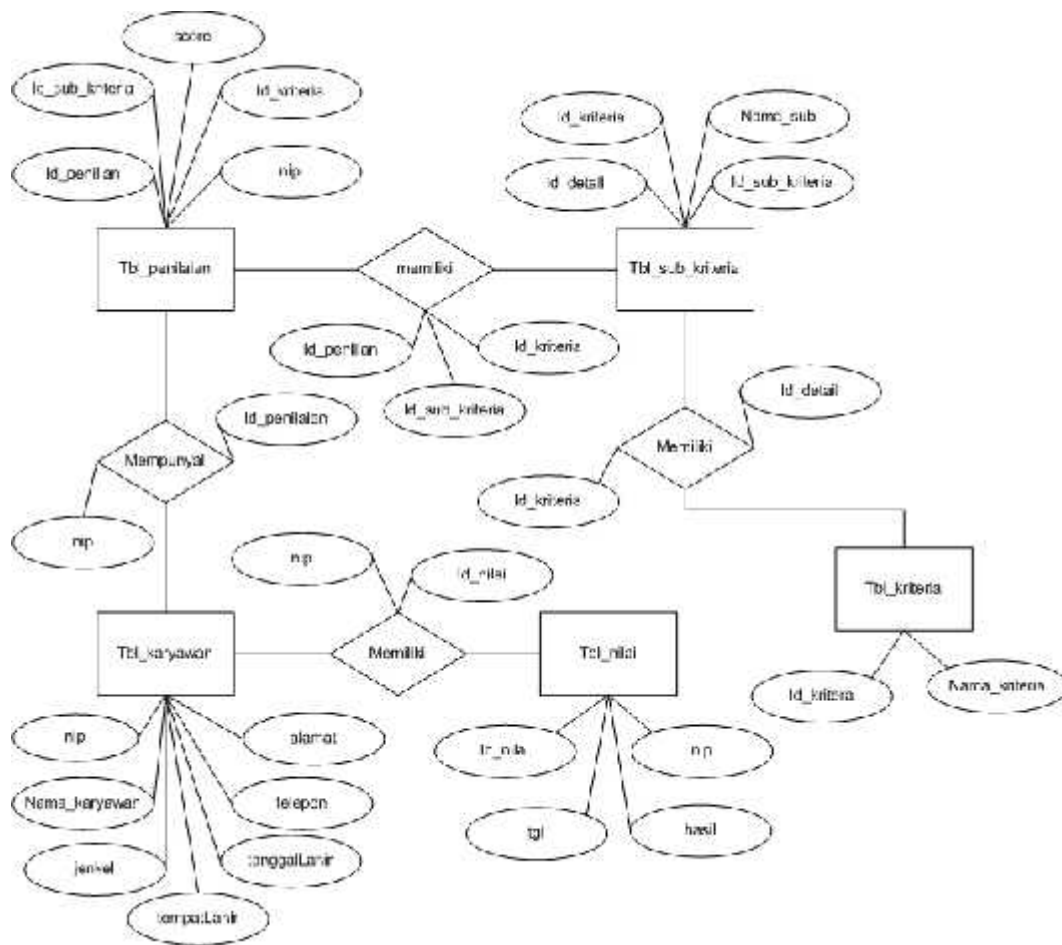 score
Id_sub_kriteria
Id_kriteria
Id_penilian
nip
Id_kriteria
Nama_sub
Id_detail
Id_sub_kriteria
Tbl_penilaian
memiliki
Tbl_sub_kriteria
Id_penilian
Id_kriteria
Id_sub_kriteria
Id_penilaian
Id_detail
Mempunyai
Memiliki
Id_kriteria
nip
nip
Id_nilai
Tbl_kriteria
Tbl_karyawan
Memiliki
Tbl_nilai
Id_kritera
Nama_kriteria
nip
alamat
Id_nila
nip
Nama_karyawan
telepon
tgl
hasil
jenkel
tanggalLahir
tempatLahir